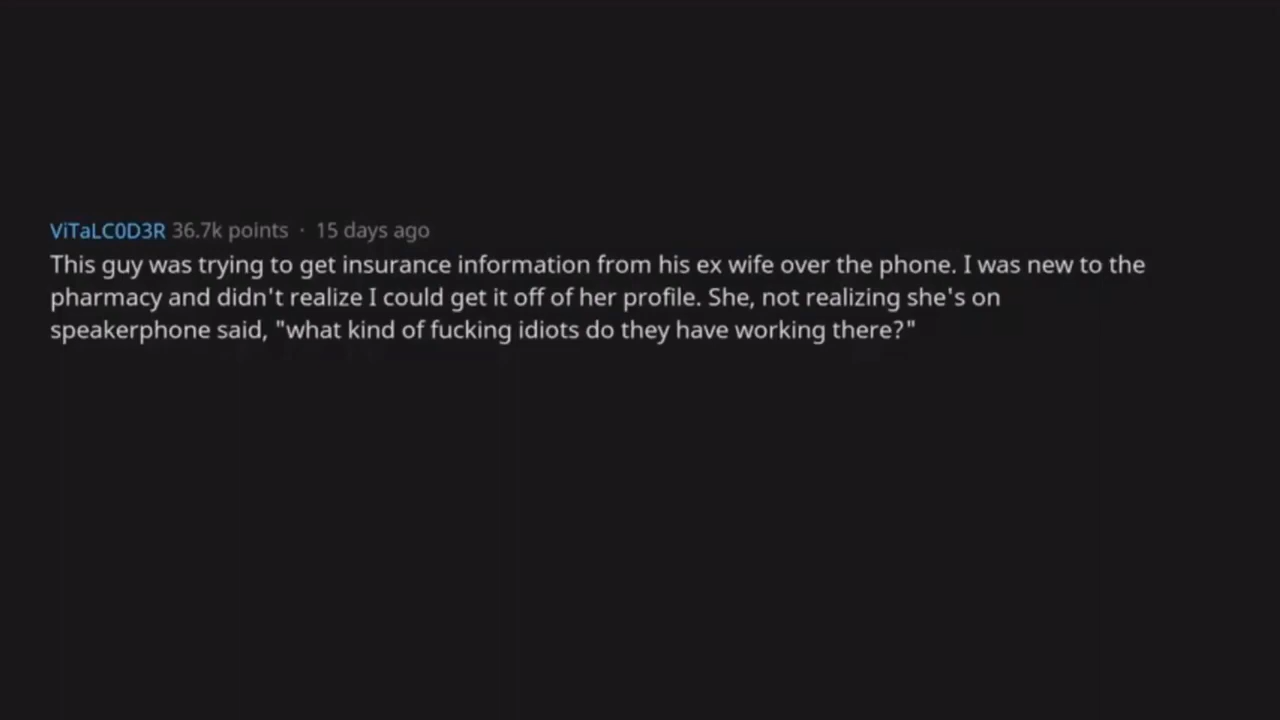 ViTaLC0D3R 36.7k points · 15 days ago
This guy was trying to get insurance information from his ex wife over the phone. I was new to the
pharmacy and didn't realize I could get it off of her profile. She, not realizing she's on
speakerphone said, "what kind of fucking idiots do they have working there?"